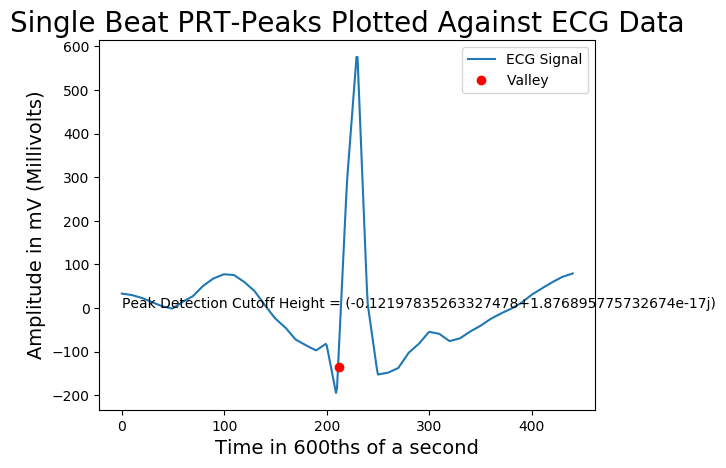 Single Beat PRT-Peaks Plotted Against ECG Data
600
500
400
300
200
100
0
−100
−200
Amplitude in mV (Millivolts)
ECG Signal
Valley
Peak Detection Cutoff Height = (-0.12197835263327478+1.876895775732674e-17j)
0 100 200 300 400
Time in 600ths of a second